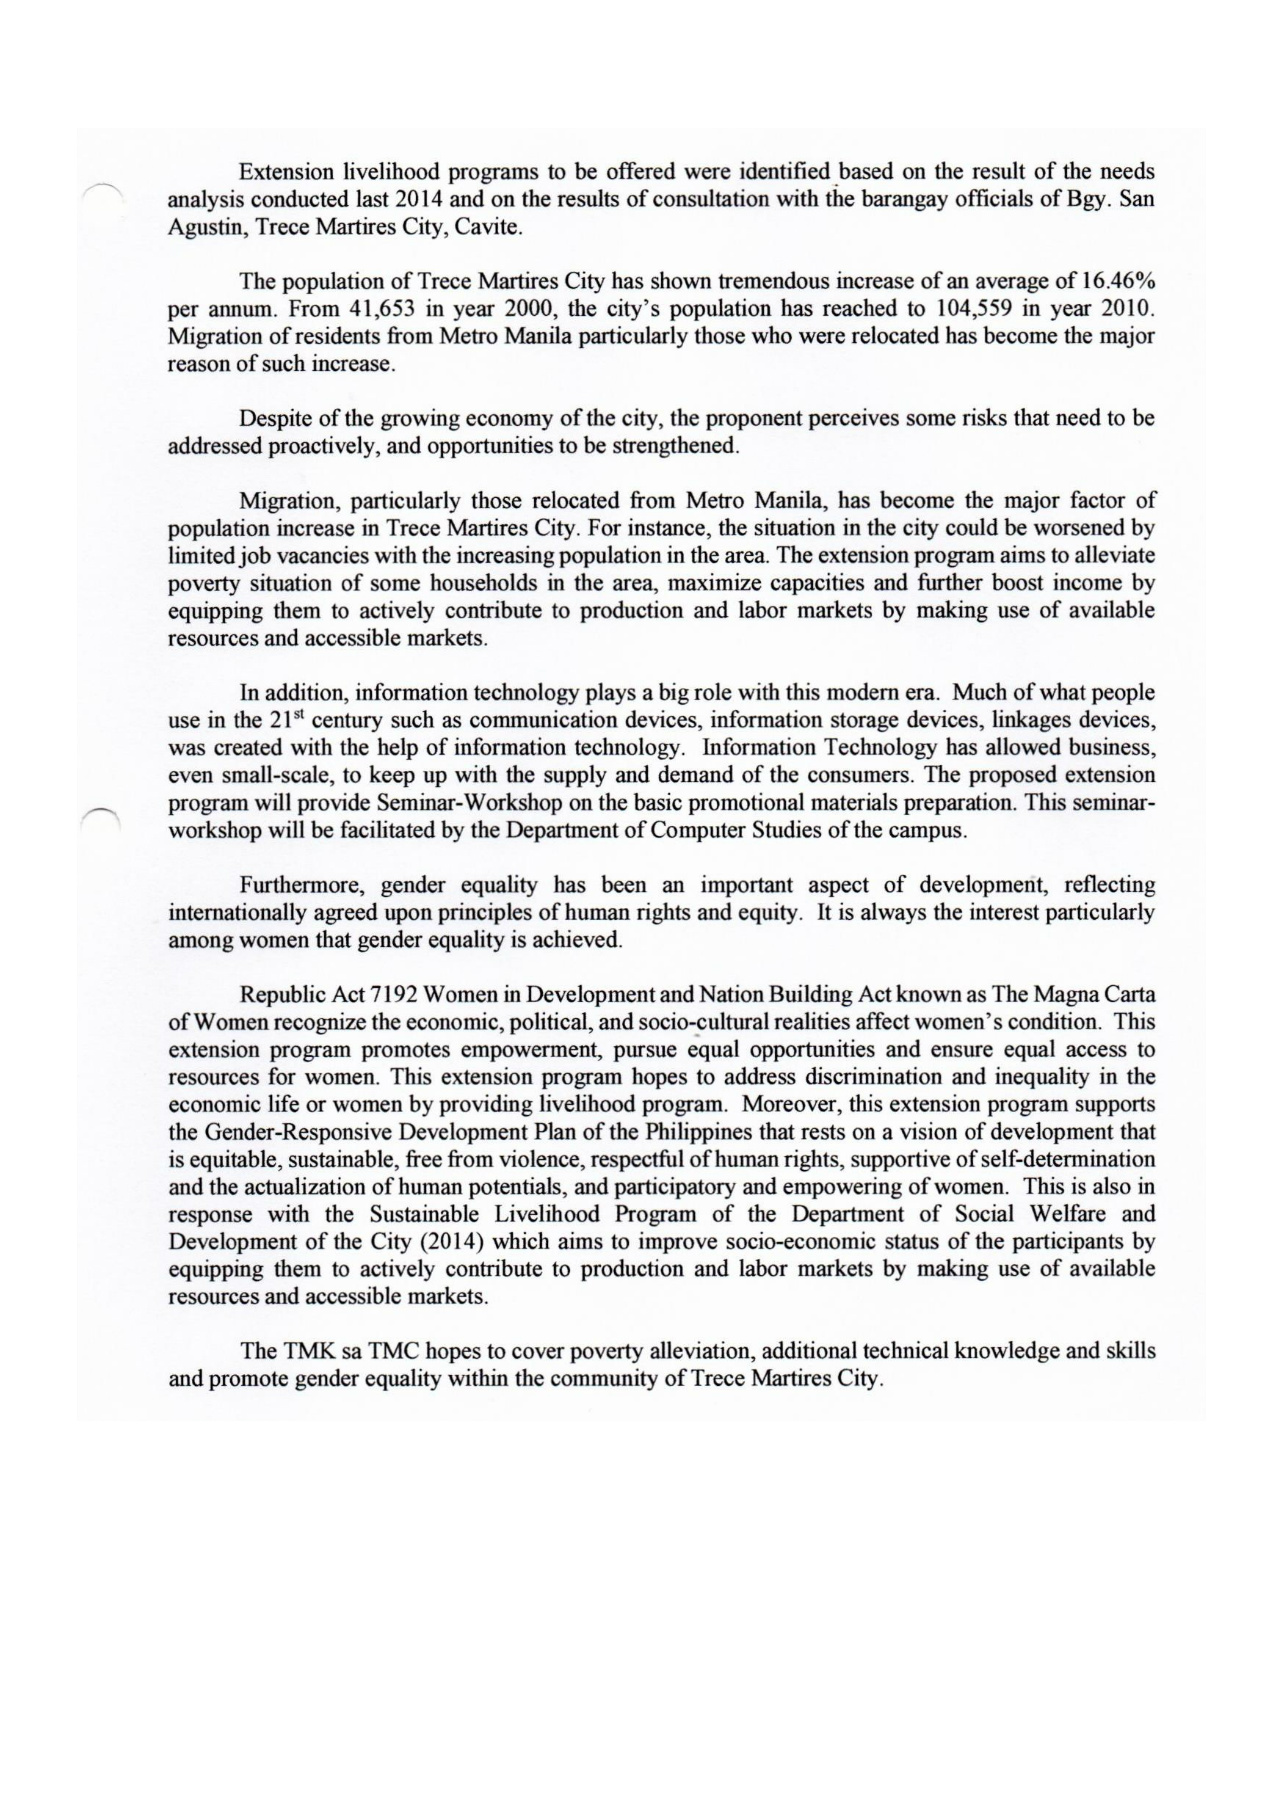 Extension livelihood programs to be offered were identified based on the result of the needs
analysis conducted last 2014 and on the results of consultation with the barangay officials of Bgy. San
Agustin, Trece Martires City, Cavite.
The population of Trece Martires City has shown tremendous increase of an average of 16.46%
per annum. From 41,653 in year 2000, the city's population has reached to 104,559 in year 2010.
Migration of residents from Metro Manila particularly those who were relocated has become the major
reason of such increase.
Despite of the growing economy of the city, the proponent perceives some risks that need to be
addressed proactively, and opportunities to be strengthened.
Migration, particularly those relocated from Metro Manila, has become the major factor of
population increase in Trece Martires City. For instance, the situation in the city could be worsened by
limited job vacancies with the increasing population in the area. The extension program aims to alleviate
poverty situation of some households in the area, maximize capacities and further boost income by
equipping them to actively contribute to production and labor markets by making use of available
resources and accessible markets.
In addition, information technology plays a big role with this modern era. Much of what people
use in the 21st century such as communication devices, information storage devices, linkages devices,
was created with the help of information technology. Information Technology has allowed business,
even small-scale, to keep up with the supply and demand of the consumers. The proposed extension
program will provide Seminar-Workshop on the basic promotional materials preparation. This seminar-
workshop will be facilitated by the Department of Computer Studies of the campus.
Furthermore, gender equality has been an important aspect of development, reflecting
internationally agreed upon principles of human rights and equity. It is always the interest particularly
among women that gender equality is achieved.
Republic Act 7192 Women in Development and Nation Building Act known as The Magna Carta
of Women recognize the economic, political, and socio-cultural realities affect women's condition. This
extension program promotes empowerment, pursue equal opportunities and ensure equal access to
resources for women. This extension program hopes to address discrimination and inequality in the
economic life or women by providing livelihood program. Moreover, this extension program supports
the Gender-Responsive Development Plan of the Philippines that rests on a vision of development that
is equitable, sustainable, free from violence, respectful of human rights, supportive of self-determination
and the actualization of human potentials, and participatory and empowering of women. This is also in
response with the Sustainable Livelihood Program of the Department of Social Welfare and
Development of the City (2014) which aims to improve socio-economic status of the participants by
equipping them to actively contribute to production and labor markets by making use of available
resources and accessible markets.
The TMK sa TMC hopes to cover poverty alleviation, additional technical knowledge and skills
and promote gender equality within the community of Trece Martires City.